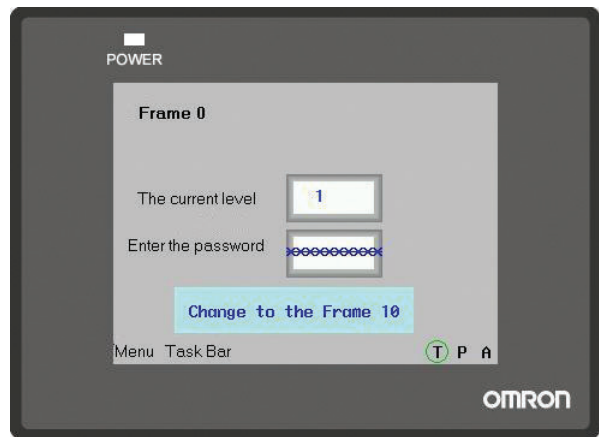 POWER
Frame 0
The current level 1
Enter the password
Change to the Frame 10
Menu Task Bar T P A
OMRON